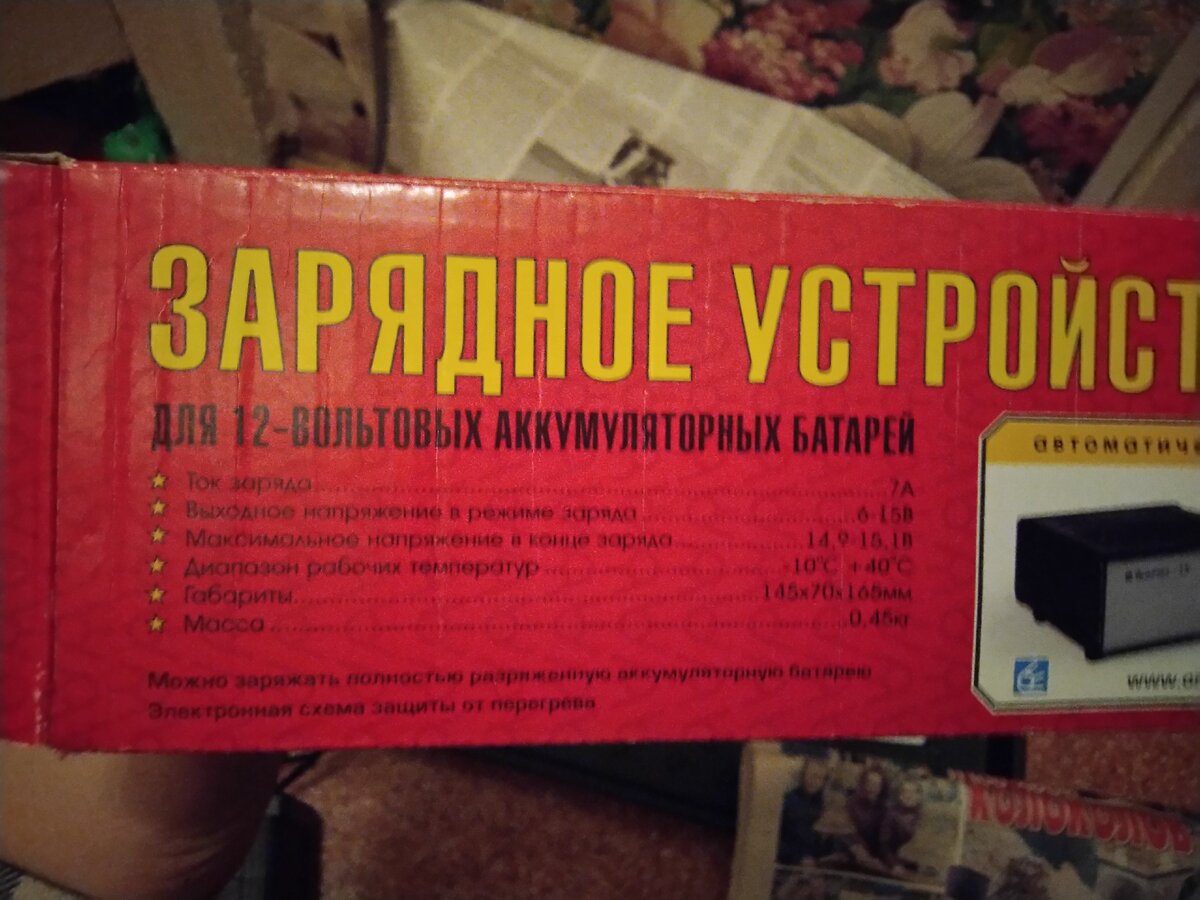 ЗАРЯДНОЕ УСТРОЙСТ
ДЛЯ 12-ВОЛЬТОВЫХ АККУМУЛЯТОРНЫХ БАТАРЕЙ
Ток заряда 7А
Выходное напряжение в режиме заряда 6-15В
Максимальное напряжение в конце заряда 14,9-15,1В
Диапазон рабочих температур -10°С +40°С
Габариты 145х70х165мм
Масса 0,45кг
Можно заряжать полностью разряженную аккумуляторную батарею
Электронная схема защиты от перегрева
автоматиче
www.